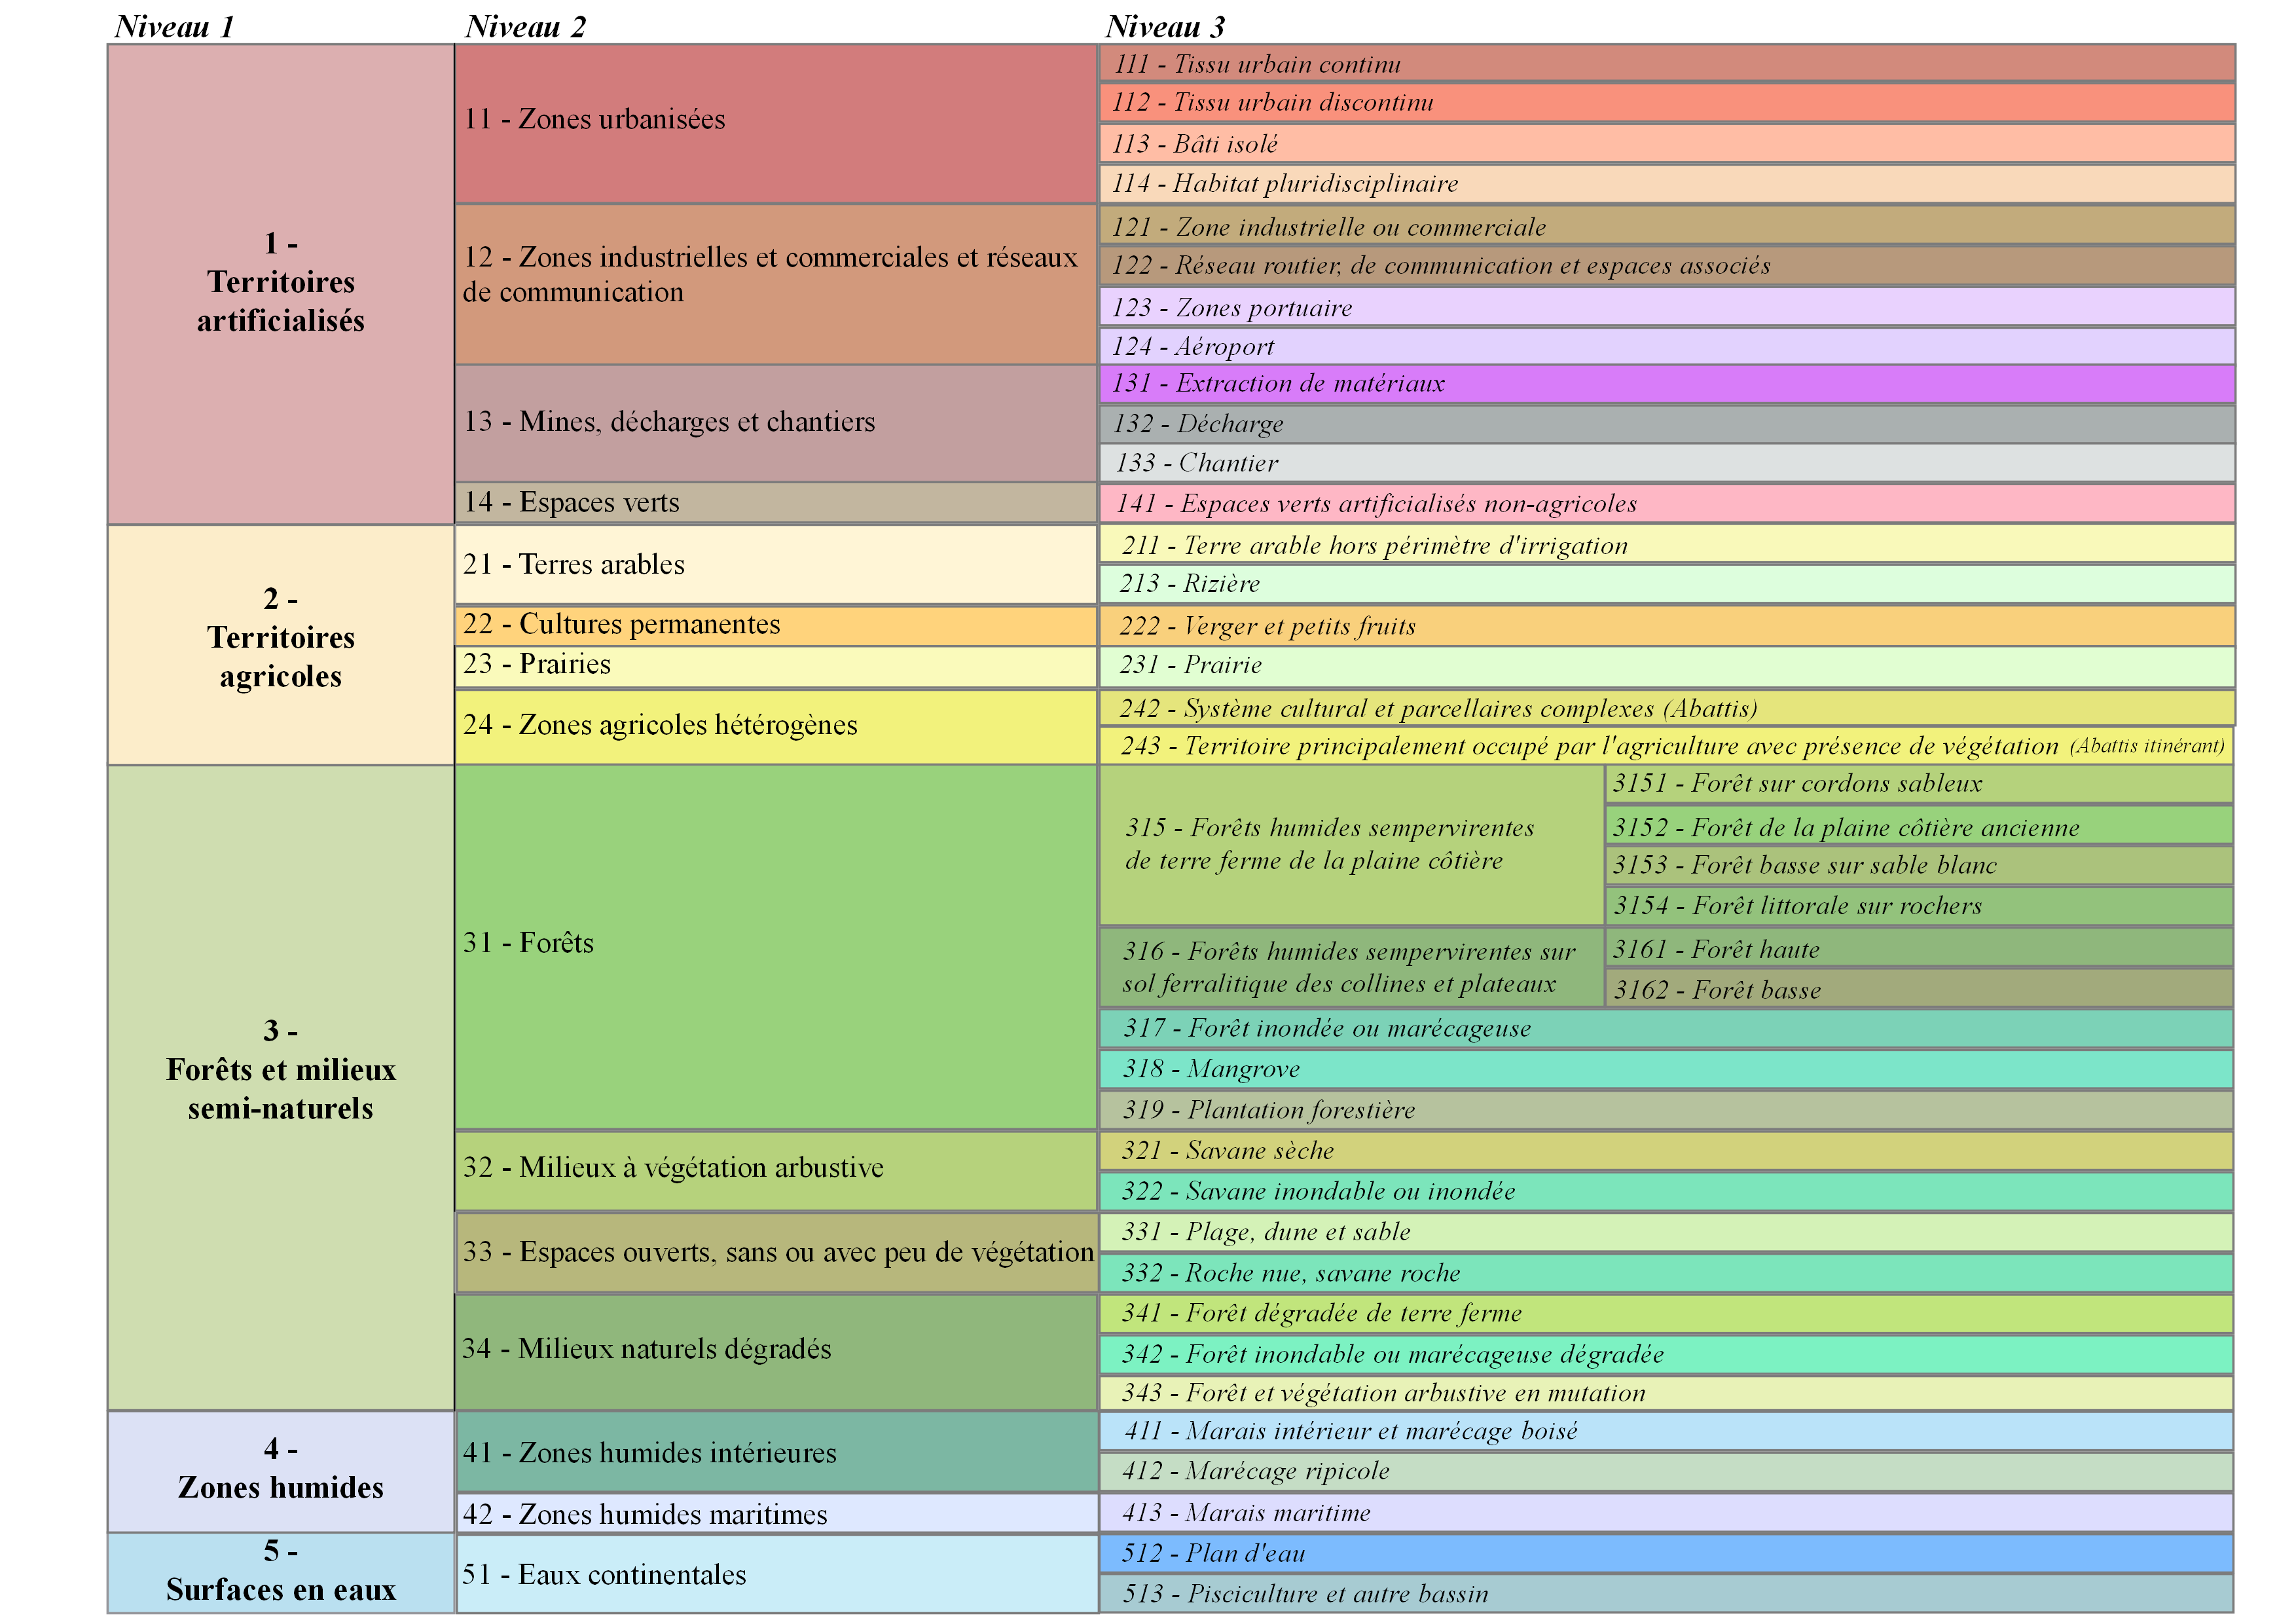 Niveau 1
Niveau 2
Niveau 3
1 -
Territoires
artificialisés
11 - Zones urbanisées
111 - Tissu urbain continu
112 - Tissu urbain discontinu
113 - Bâti isolé
114 - Habitat pluridisciplinaire
12 - Zones industrielles et commerciales et réseaux
de communication
121 - Zone industrielle ou commerciale
122 - Réseau routier, de communication et espaces associés
123 - Zones portuaire
124 - Aéroport
13 - Mines, décharges et chantiers
131 - Extraction de matériaux
132 - Décharge
133 - Chantier
14 - Espaces verts
141 - Espaces verts artificialisés non-agricoles
2 -
Territoires
agricoles
21 - Terres arables
211 - Terre arable hors périmètre d'irrigation
213 - Rizière
22 - Cultures permanentes
222 - Verger et petits fruits
23 - Prairies
231 - Prairie
24 - Zones agricoles hétérogènes
242 - Système cultural et parcellaires complexes (Abattis)
243 - Territoire principalement occupé par l'agriculture avec présence de végétation (Abattis itinérant)
3 -
Forêts et milieux
semi-naturels
31 - Forêts
315 - Forêts humides sempervirentes
de terre ferme de la plaine côtière
3151 - Forêt sur cordons sableux
3152 - Forêt de la plaine côtière ancienne
3153 - Forêt basse sur sable blanc
3154 - Forêt littorale sur rochers
316 - Forêts humides sempervirentes sur
sol ferralitique des collines et plateaux
3161 - Forêt haute
3162 - Forêt basse
317 - Forêt inondée ou marécageuse
318 - Mangrove
319 - Plantation forestière
32 - Milieux à végétation arbustive
321 - Savane sèche
322 - Savane inondable ou inondée
33 - Espaces ouverts, sans ou avec peu de végétation
331 - Plage, dune et sable
332 - Roche nue, savane roche
34 - Milieux naturels dégradés
341 - Forêt dégradée de terre ferme
342 - Forêt inondable ou marécageuse dégradée
343 - Forêt et végétation arbustive en mutation
4 -
Zones humides
41 - Zones humides intérieures
411 - Marais intérieur et marécage boisé
412 - Marécage ripicole
42 - Zones humides maritimes
413 - Marais maritime
5 -
Surfaces en eaux
51 - Eaux continentales
512 - Plan d'eau
513 - Pisciculture et autre bassin